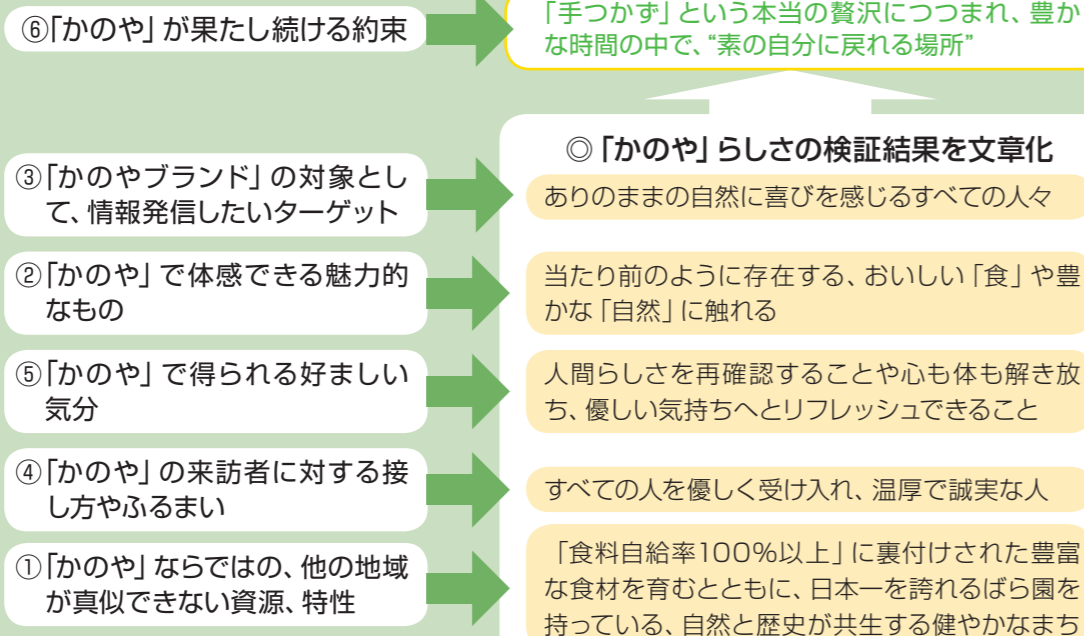 ⑥「かのや」が果たし続ける約束
「手つかず」という本当の贅沢につつまれ、豊か
な時間の中で、“素の自分に戻れる場所”
◎「かのや」らしさの検証結果を文章化
③「かのやブランド」の対象とし
て、情報発信したいターゲット
ありのままの自然に喜びを感じるすべての人々
②「かのや」で体感できる魅力的
なもの
当たり前のように存在する、おいしい「食」や豊
かな「自然」に触れる
⑤「かのや」で得られる好ましい
気分
人間らしさを再確認することや心も体も解き放
ち、優しい気持ちへとリフレッシュできること
④「かのや」の来訪者に対する接
し方やふるまい
すべての人を優しく受け入れ、温厚で誠実な人
①「かのや」ならではの、他の地域
が真似できない資源、特性
「食料自給率100%以上」に裏付けされた豊富
な食材を育むとともに、日本一を誇れるばら園を
持っている、自然と歴史が共生する健やかなまち